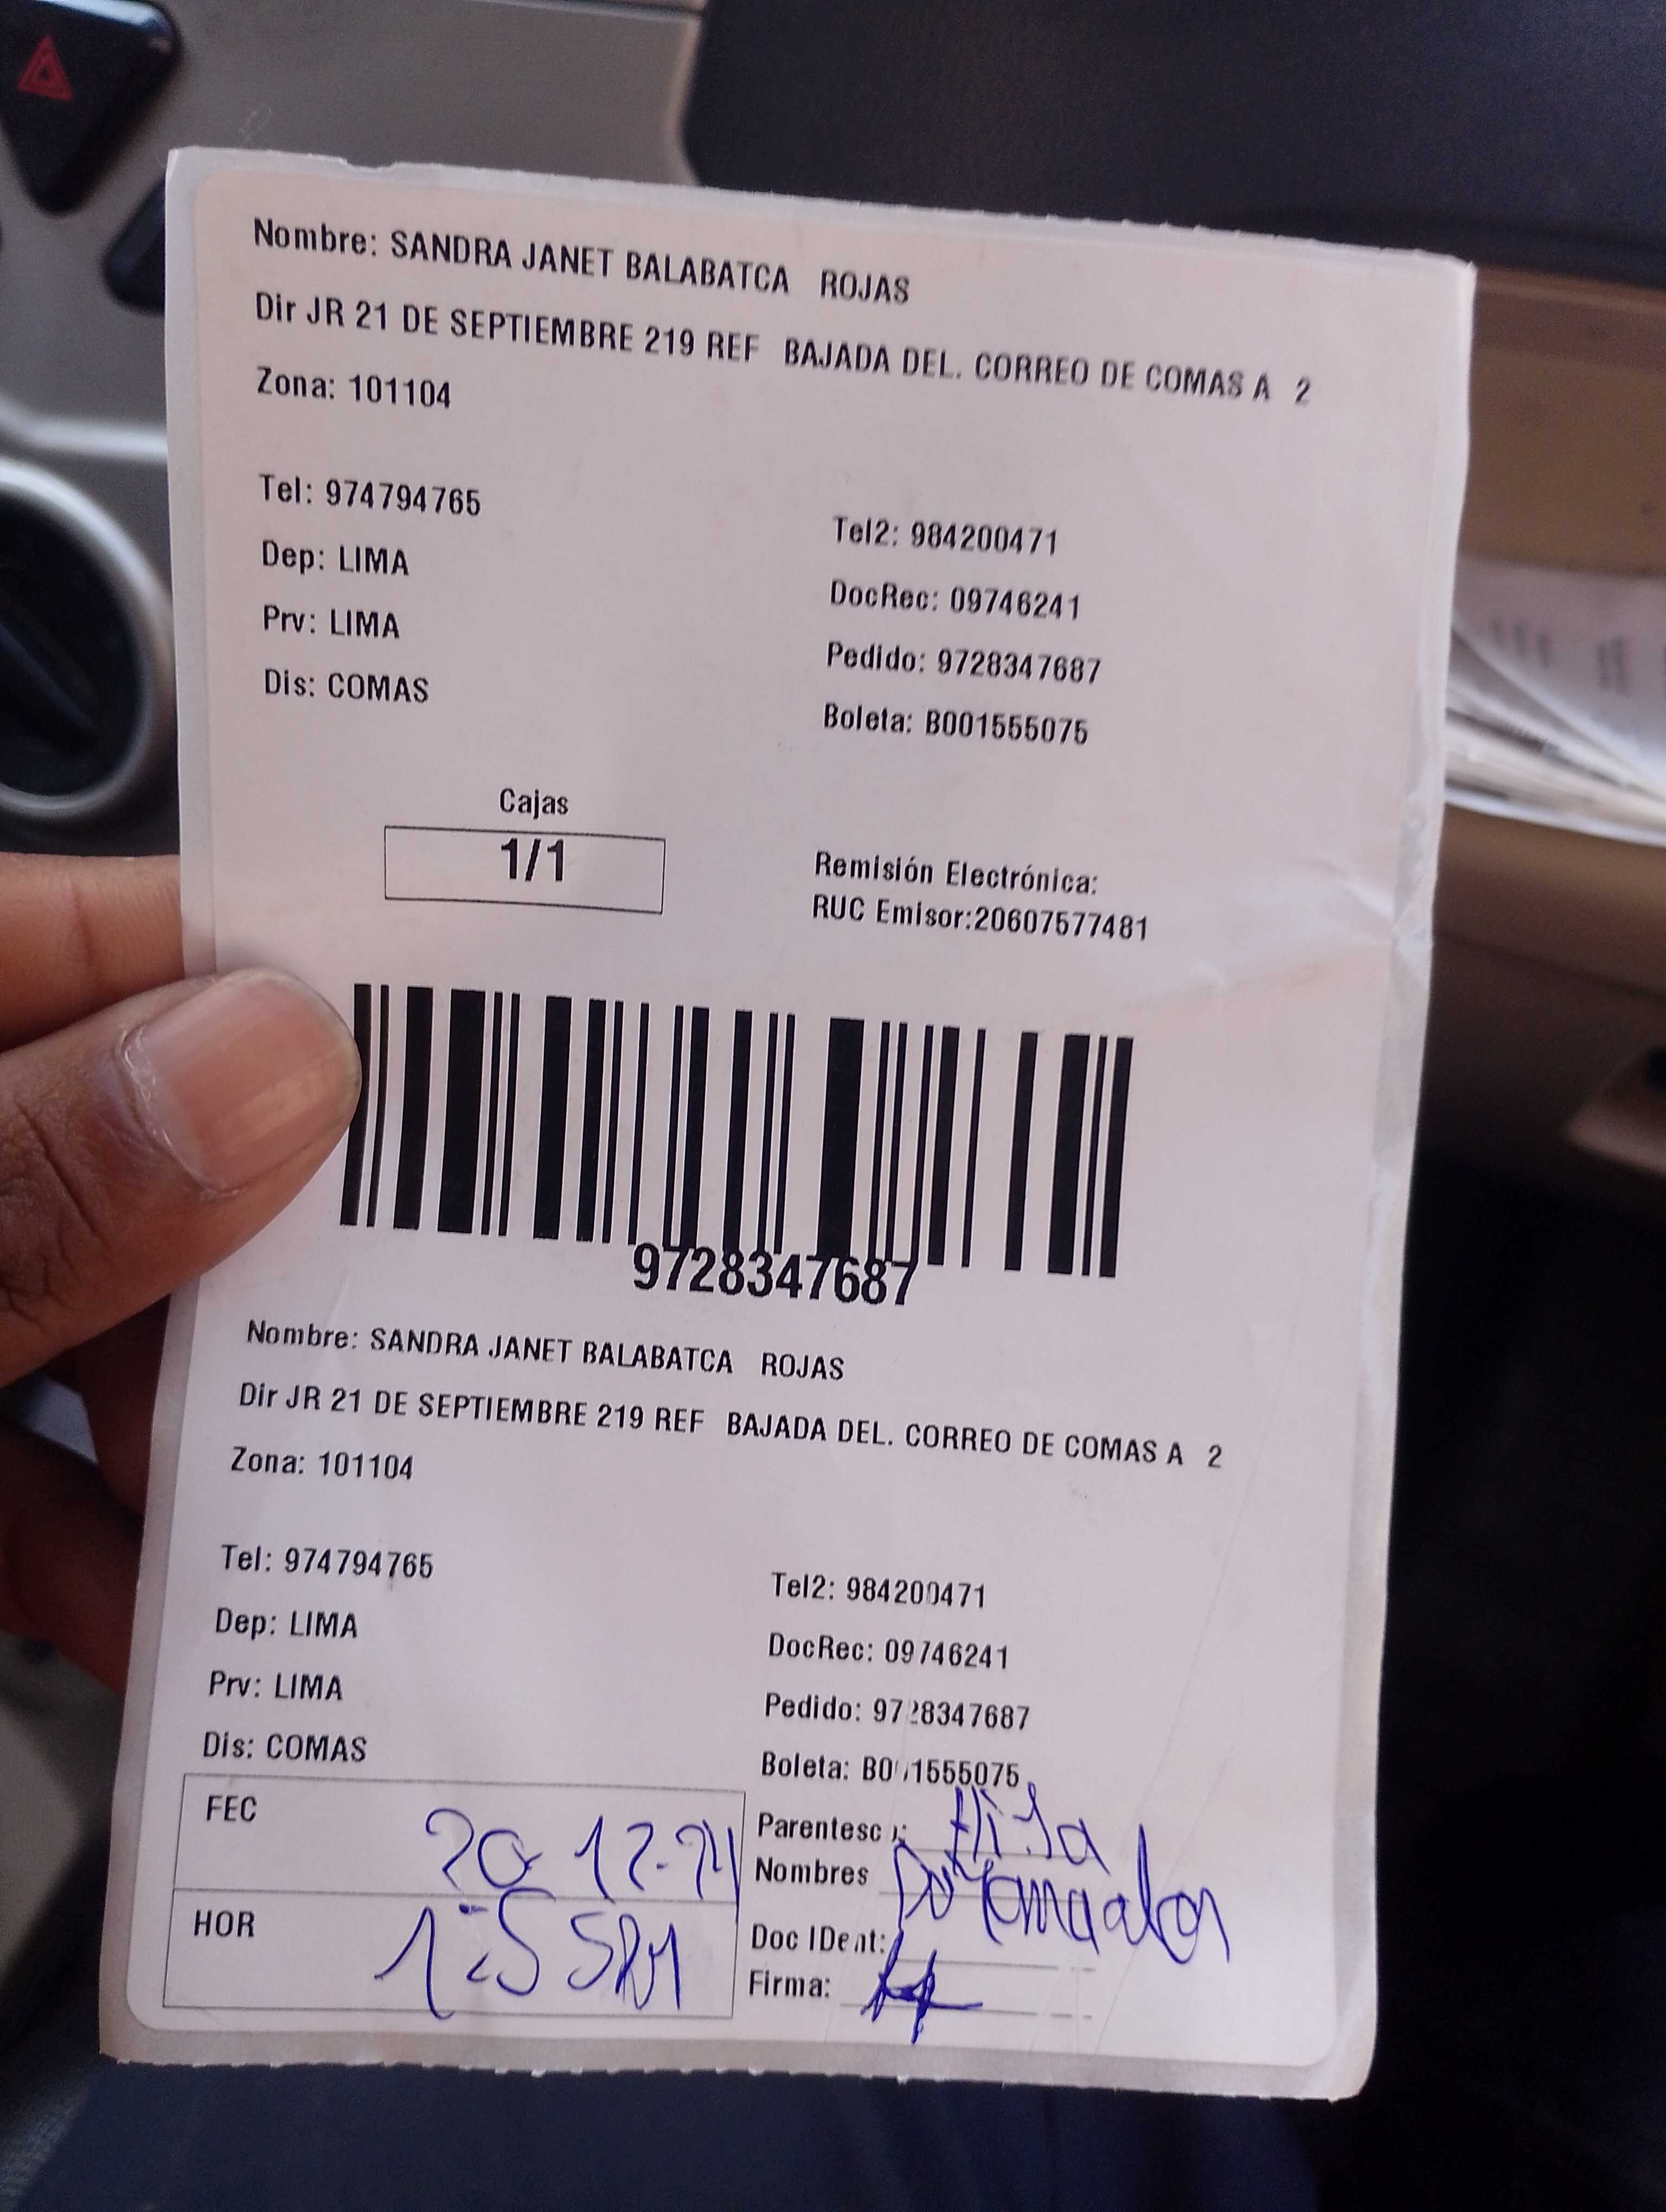 Nombre: SANDRA JANET BALABATCA ROJAS
Dir JR 21 DE SEPTIEMBRE 219 REF BAJADA DEL. CORREO DE COMAS A 2
Zona: 101104
Tel: 974794765
Tel2: 984200471
Dep: LIMA
DocRec: 09746241
Prv: LIMA
Pedido: 9728347687
Dis: COMAS
Boleta: B001555075
Cajas
1/1
Remisión Electrónica:
RUC Emisor:20607577481
9728347687
Nombre: SANDRA JANET BALABATCA ROJAS
Dir JR 21 DE SEPTIEMBRE 219 REF BAJADA DEL. CORREO DE COMAS A 2
Zona: 101104
Tel: 974794765
Tel2: 984200471
Dep: LIMA
DocRec: 09746241
Prv: LIMA
Pedido: 9728347687
Dis: COMAS
Boleta: B001555075
FEC
Parentesco: Hija
Nombres
HOR
Doc IDent:
Firma: